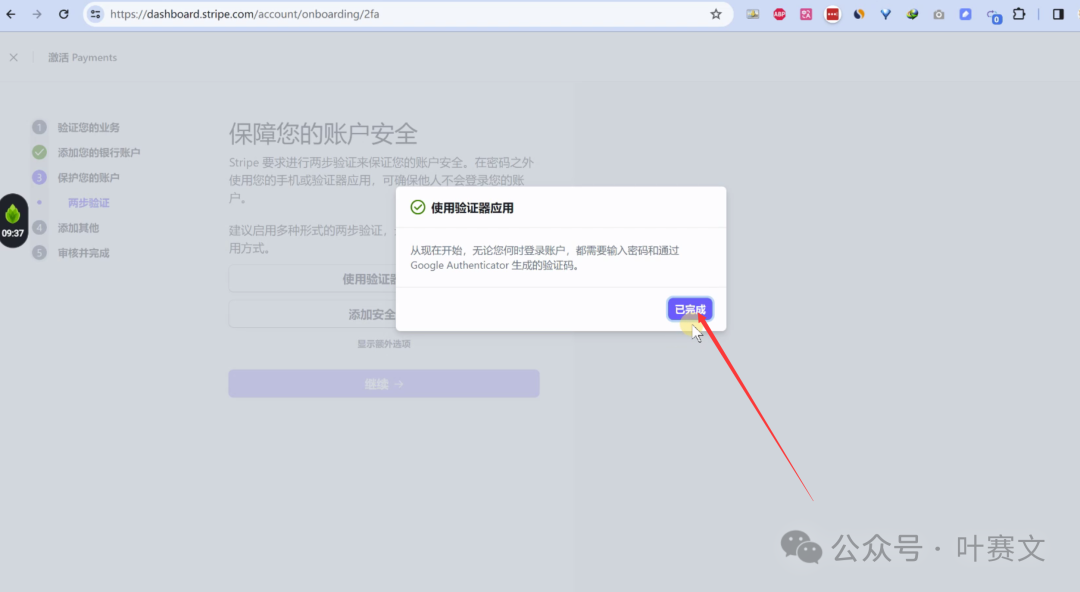 https://dashboard.stripe.com/account/onboarding/2fa
ABP
0
激活 Payments
1 验证您的业务
添加您的银行账户
3 保护您的账户
两步验证
4 添加其他
5 审核并完成
09:37
保障您的账户安全
Stripe 要求进行两步验证来保证您的账户安全。在密码之外
使用您的手机或验证器应用，可确保他人不会登录您的账
户。
建议启用多种形式的两步验证，
用方式。
使用验证器
添加安全
显示额外选项
继续 →
使用验证器应用
从现在开始，无论您何时登录账户，都需要输入密码和通过
Google Authenticator 生成的验证码。
已完成
公众号 · 叶赛文